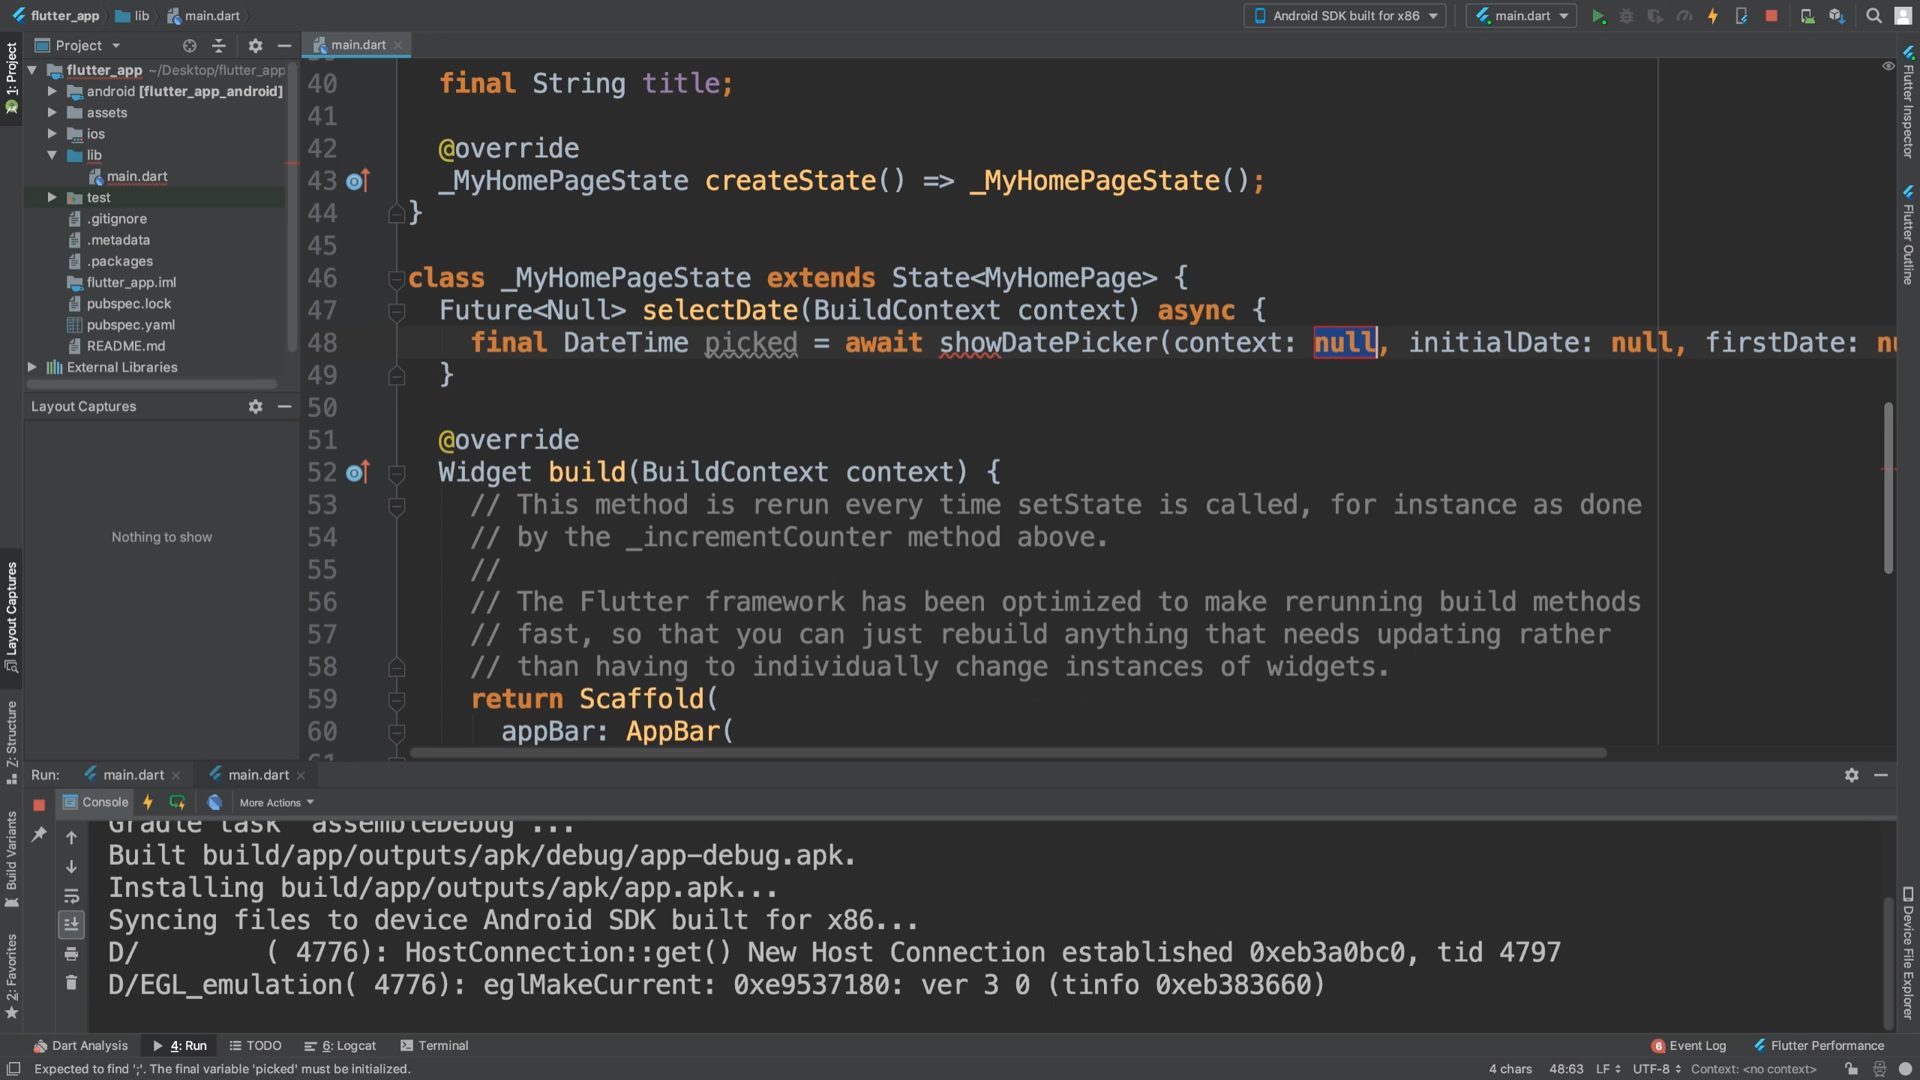 flutter_app
lib
main.dart
Android SDK built for x86
main.dart
1: Project
Project
main.dart
flutter_app ~/Desktop/flutter_app
android [flutter_app_android]
assets
ios
lib
main.dart
test
.gitignore
.metadata
.packages
flutter_app.iml
pubspec.lock
pubspec.yaml
README.md
External Libraries
Layout Captures
Nothing to show
Layout Captures
Z: Structure
Build Variants
2: Favorites
40 final String title;
41
42 @override
43 _MyHomePageState createState() => _MyHomePageState();
44 }
45
46 class _MyHomePageState extends State<MyHomePage> {
47 Future<Null> selectDate(BuildContext context) async {
48 final DateTime picked = await showDatePicker(context: null, initialDate: null, firstDate: nu
49 }
50
51 @override
52 Widget build(BuildContext context) {
53 // This method is rerun every time setState is called, for instance as done
54 // by the _incrementCounter method above.
55 //
56 // The Flutter framework has been optimized to make rerunning build methods
57 // fast, so that you can just rebuild anything that needs updating rather
58 // than having to individually change instances of widgets.
59 return Scaffold(
60 appBar: AppBar(
61
Flutter Inspector
Flutter Outline
Device File Explorer
Run: main.dart main.dart
Console More Actions
Gradle task 'assembleDebug'...
Built build/app/outputs/apk/debug/app-debug.apk.
Installing build/app/outputs/apk/app.apk...
Syncing files to device Android SDK built for x86...
D/ ( 4776): HostConnection::get() New Host Connection established 0xeb3a0bc0, tid 4797
D/EGL_emulation( 4776): eglMakeCurrent: 0xe9537180: ver 3 0 (tinfo 0xeb383660)
Dart Analysis 4: Run TODO 6: Logcat Terminal
6 Event Log Flutter Performance
Expected to find ';'. The final variable 'picked' must be initialized.
4 chars 48:63 LF UTF-8 Context: <no context>